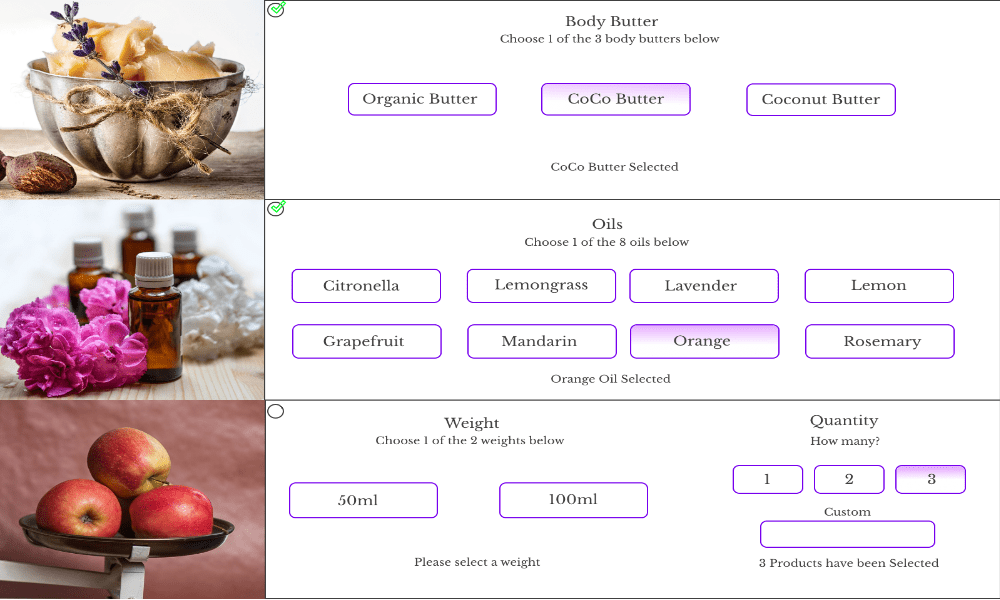 Body Butter
Choose 1 of the 3 body butters below
Organic Butter
CoCo Butter
Coconut Butter
CoCo Butter Selected
Oils
Choose 1 of the 8 oils below
Citronella
Lemongrass
Lavender
Lemon
Grapefruit
Mandarin
Orange
Rosemary
Orange Oil Selected
Weight
Choose 1 of the 2 weights below
50ml
100ml
Please select a weight
Quantity
How many?
1
2
3
Custom
3 Products have been Selected